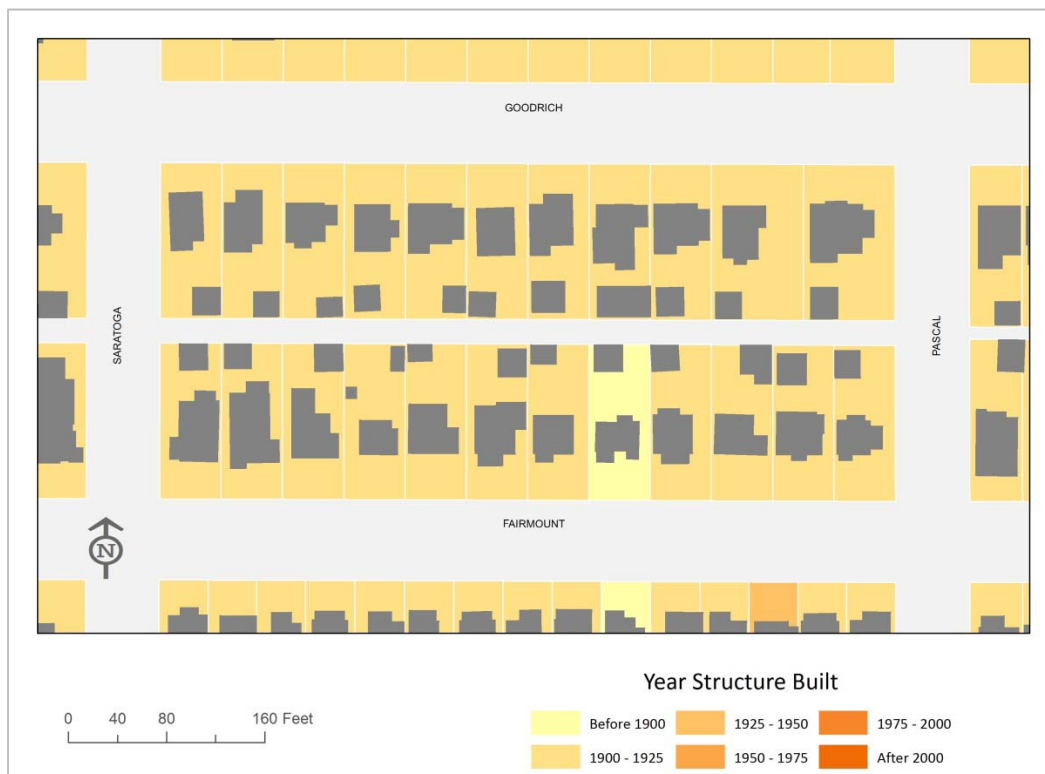 GOODRICH
SARATOGA
PASCAL
FAIRMOUNT
N
Year Structure Built
0 40 80 160 Feet
Before 1900 1925 - 1950 1975 - 2000
1900 - 1925 1950 - 1975 After 2000